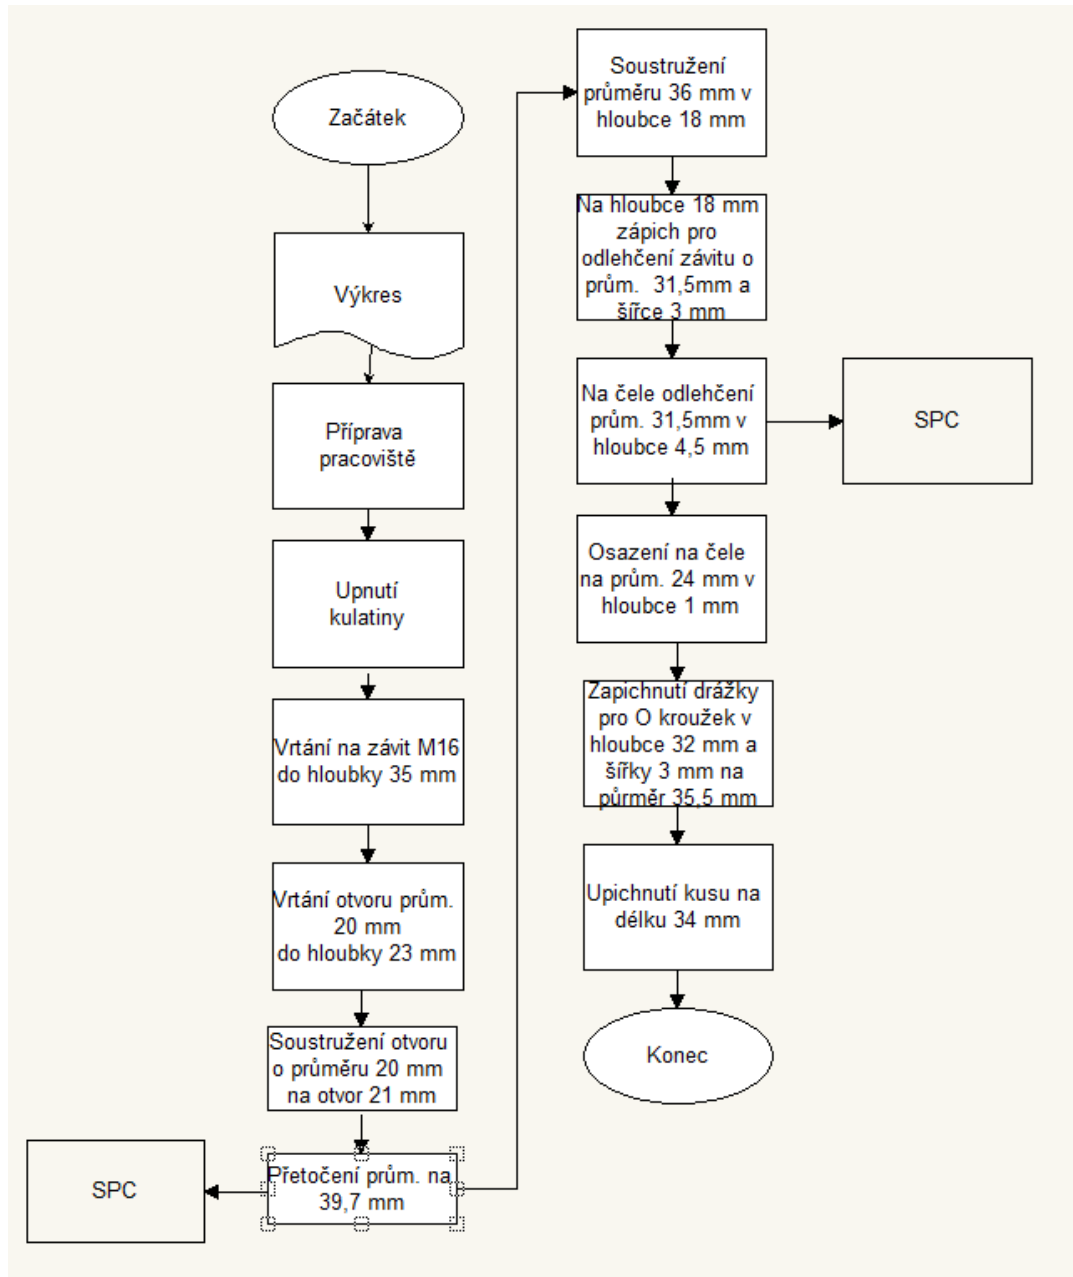 Začátek
Výkres
Příprava
pracoviště
Upnutí
kulatiny
Vrtání na závit M16
do hloubky 35 mm
Vrtání otvoru prům.
20 mm
do hloubky 23 mm
Soustružení otvoru
o průměru 20 mm
na otvor 21 mm
Přetočení prům. na
39,7 mm
SPC
Soustružení
průměru 36 mm v
hloubce 18 mm
Na hloubce 18 mm
zápich pro
odlehčení závitu o
prům. 31,5mm a
šířce 3 mm
Na čele odlehčení
prům. 31,5mm v
hloubce 4,5 mm
SPC
Osazení na čele
na prům. 24 mm v
hloubce 1 mm
Zapichnutí drážky
pro O kroužek v
hloubce 32 mm a
šířky 3 mm na
půrměr 35,5 mm
Upichnutí kusu na
délku 34 mm
Konec